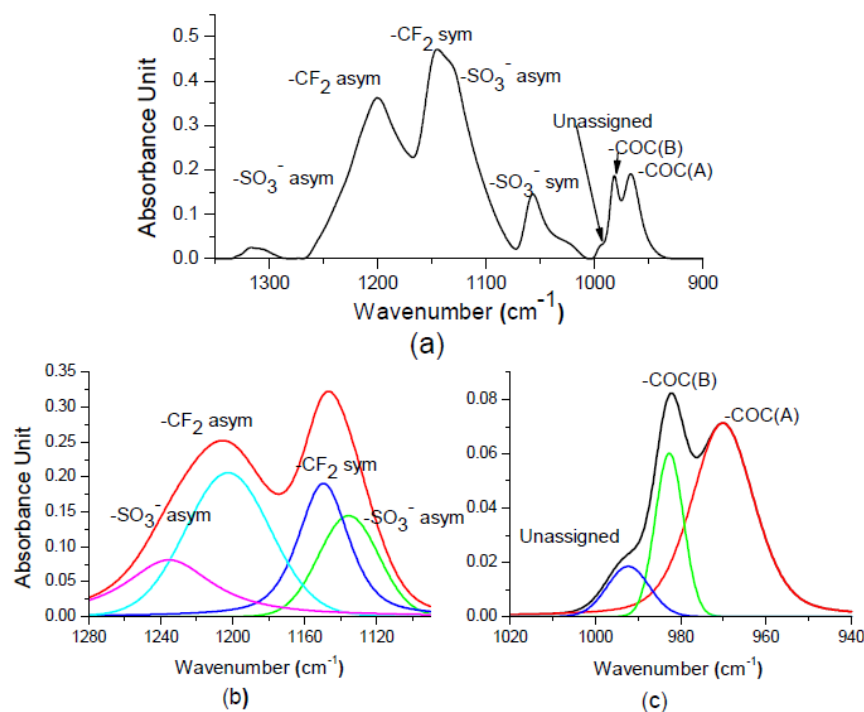 -CF2 sym
-CF2 asym
-SO3- asym
Unassigned
-COC(B)
-COC(A)
-SO3- asym
-SO3- sym
Absorbance Unit
0.5
0.4
0.3
0.2
0.1
0.0
1300 1200 1100 1000 900
Wavenumber (cm-1)
(a)
-CF2 asym
-CF2 sym
-SO3- asym
-SO3- asym
Absorbance Unit
0.35
0.30
0.25
0.20
0.15
0.10
0.05
0.00
1280 1240 1200 1160 1120
Wavenumber (cm-1)
(b)
-COC(B)
-COC(A)
Unassigned
0.08
0.06
0.04
0.02
0.00
1020 1000 980 960 940
Wavenumber (cm-1)
(c)